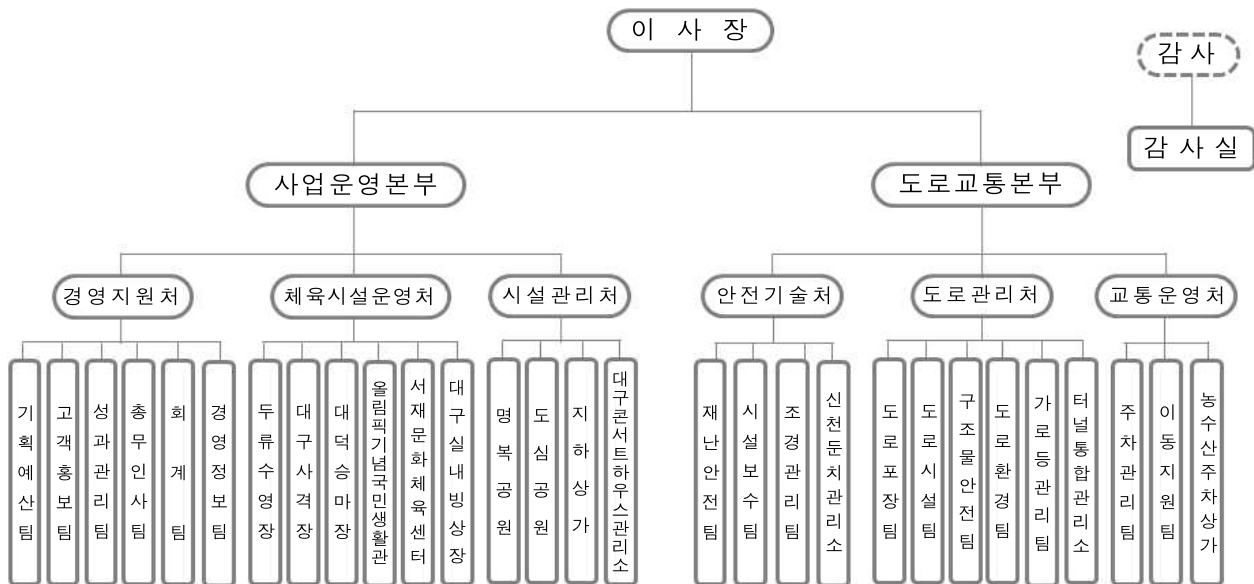 이 사 장
감 사
감 사 실
사업운영본부
도로교통본부
경영지원처
체육시설운영처
시설관리처
안전기술처
도로관리처
교통운영처
기획예산팀
고객홍보팀
성과관리팀
총무인사팀
회계팀
경영정보팀
두류수영장
대구사격장
대덕승마장
올림픽기념국민생활관
서재문화체육센터
대구실내빙상장
명복공원
도심공원
지하상가
대구콘서트하우스관리소
재난안전팀
시설보수팀
조경관리팀
신천둔치관리소
도로포장팀
도로시설팀
구조물안전팀
도로환경팀
가로등관리팀
터널통합관리소
주차관리팀
이동지원팀
농수산주차상가